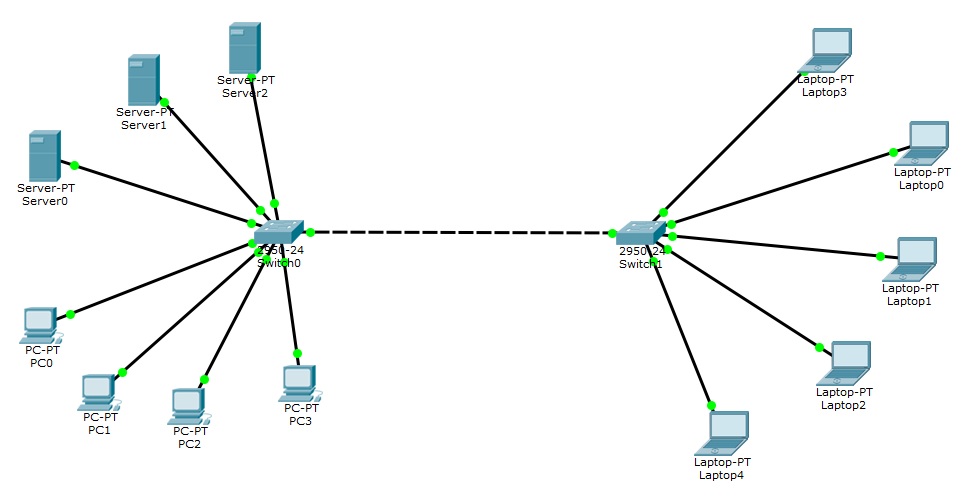 Server-PT
Server2
Server-PT
Server1
Server-PT
Server0
2950-24
Switch0
PC-PT
PC0
PC-PT
PC1
PC-PT
PC2
PC-PT
PC3
Laptop-PT
Laptop3
Laptop-PT
Laptop0
2950-24
Switch1
Laptop-PT
Laptop1
Laptop-PT
Laptop2
Laptop-PT
Laptop4